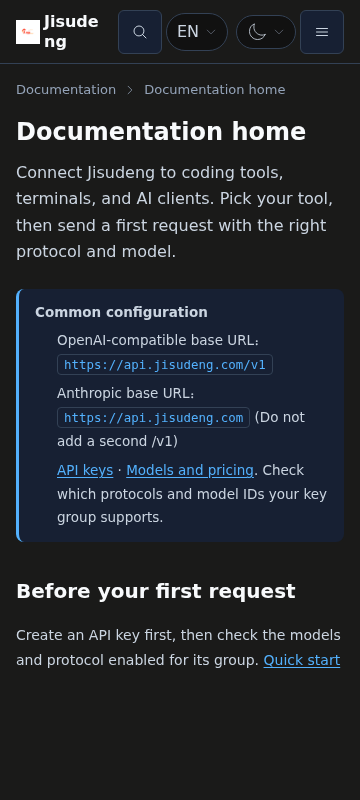 Jisude
ng
EN
Documentation
Documentation home
Documentation home
Connect Jisudeng to coding tools,
terminals, and AI clients. Pick your tool,
then send a first request with the right
protocol and model.
Common configuration
OpenAI-compatible base URL:
https://api.jisudeng.com/v1
Anthropic base URL:
https://api.jisudeng.com (Do not
add a second /v1)
API keys · Models and pricing. Check
which protocols and model IDs your key
group supports.
Before your first request
Create an API key first, then check the models
and protocol enabled for its group. Quick start